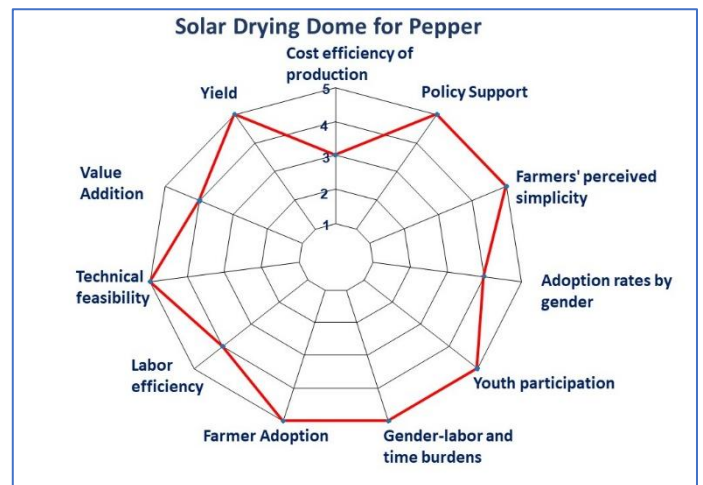 Solar Drying Dome for Pepper
Cost efficiency of
production
Policy Support
Farmers' perceived
simplicity
Adoption rates by
gender
Youth participation
Gender-labor and
time burdens
Farmer Adoption
Labor
efficiency
Technical
feasibility
Value
Addition
Yield
5
4
3
2
1